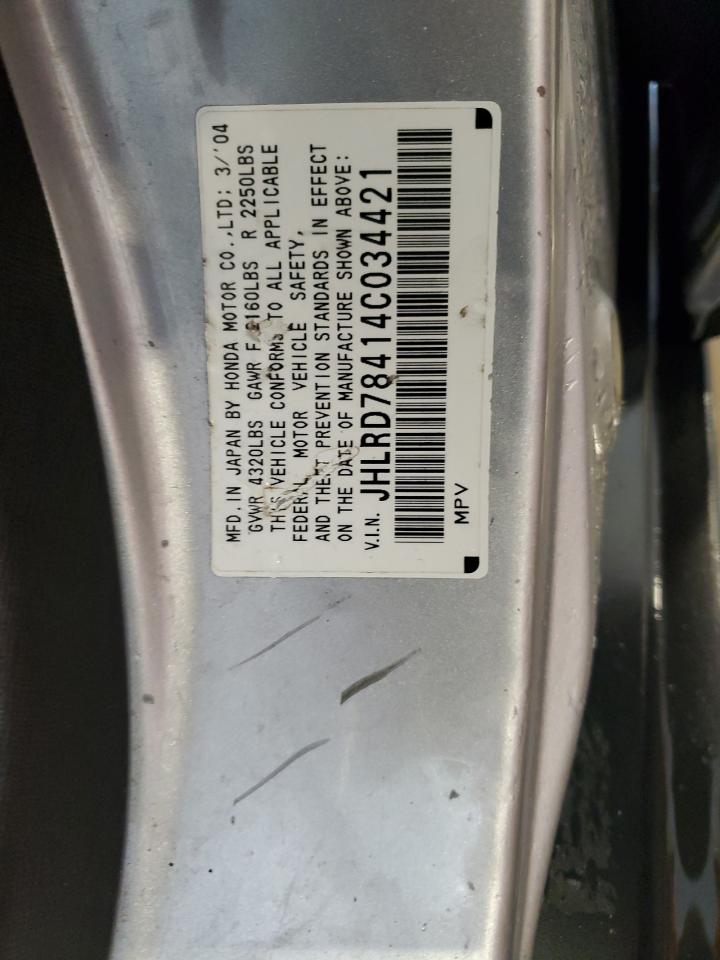 MFD. IN JAPAN BY HONDA MOTOR CO.,LTD: 3/'04
GVWR 4320LBS GAWR F 2160LBS R 2250LBS
THIS VEHICLE CONFORMS TO ALL APPLICABLE
FEDERAL MOTOR VEHICLE SAFETY,
AND THEFT PREVENTION STANDARDS IN EFFECT
ON THE DATE OF MANUFACTURE SHOWN ABOVE:
V.I.N. JHLRD78414C034421
MPV